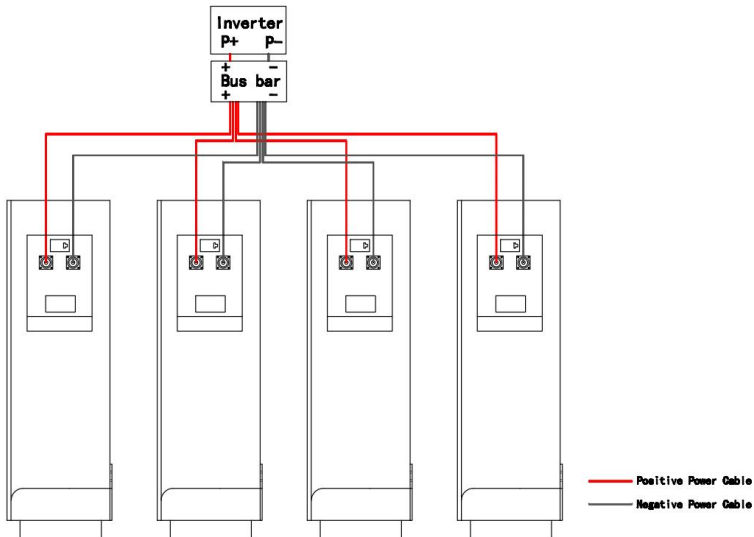 Inverter
P+ P-
+ -
Bus bar
+ -
Positive Power Cable
Negative Power Cable